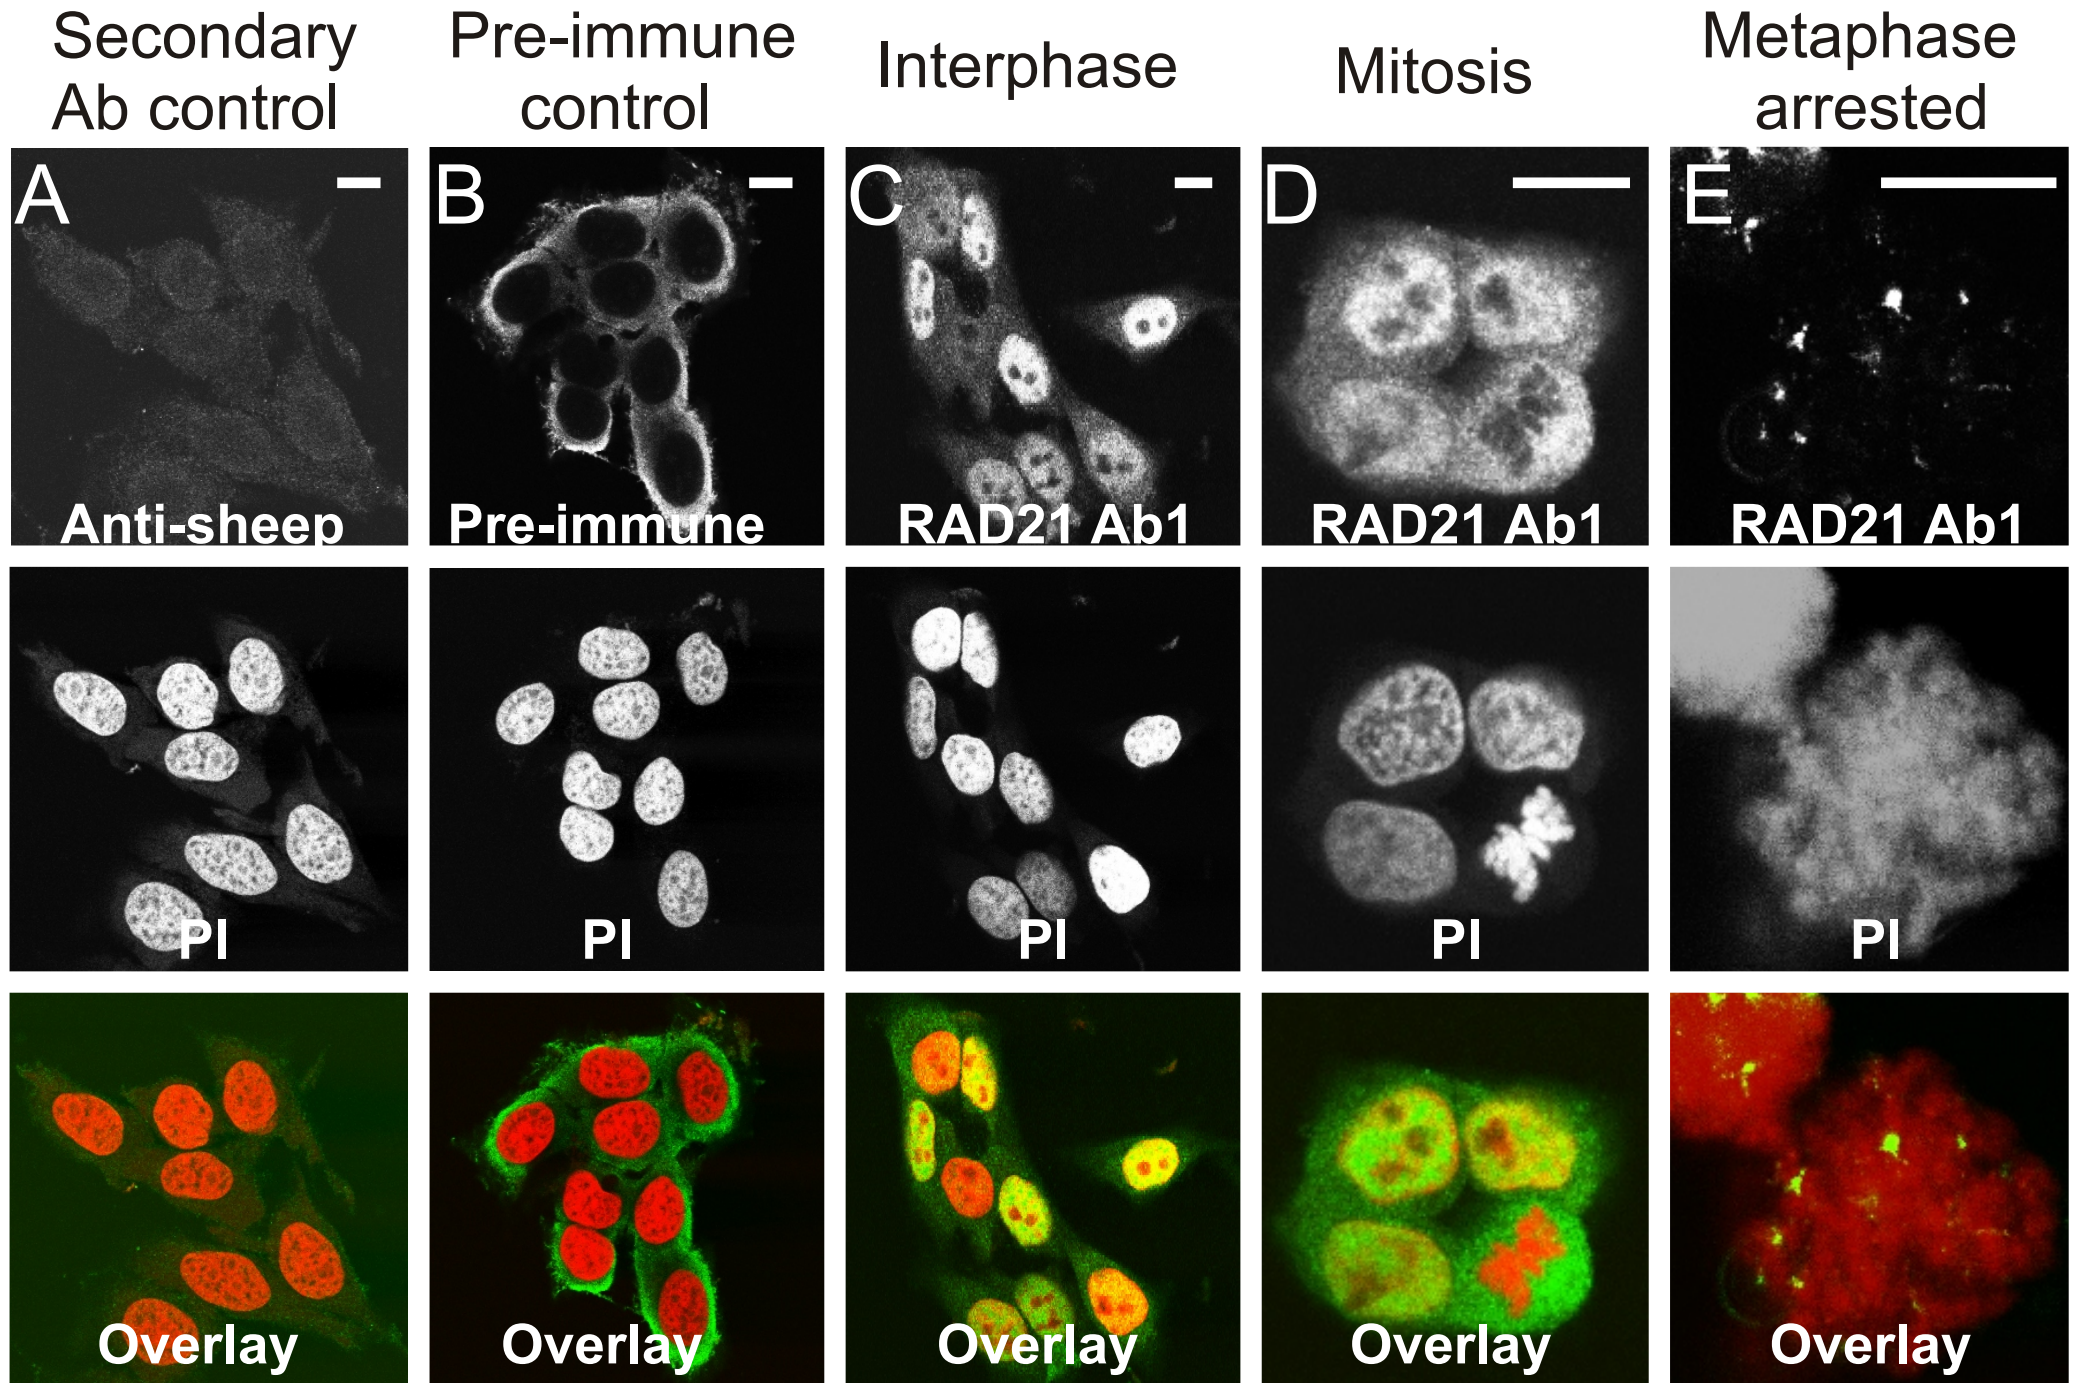 Secondary
Ab control
Pre-immune
control
Interphase
Mitosis
Metaphase
arrested
A
B
C
D
E
Anti-sheep
Pre-immune
RAD21 Ab1
RAD21 Ab1
RAD21 Ab1
PI
PI
PI
PI
PI
Overlay
Overlay
Overlay
Overlay
Overlay